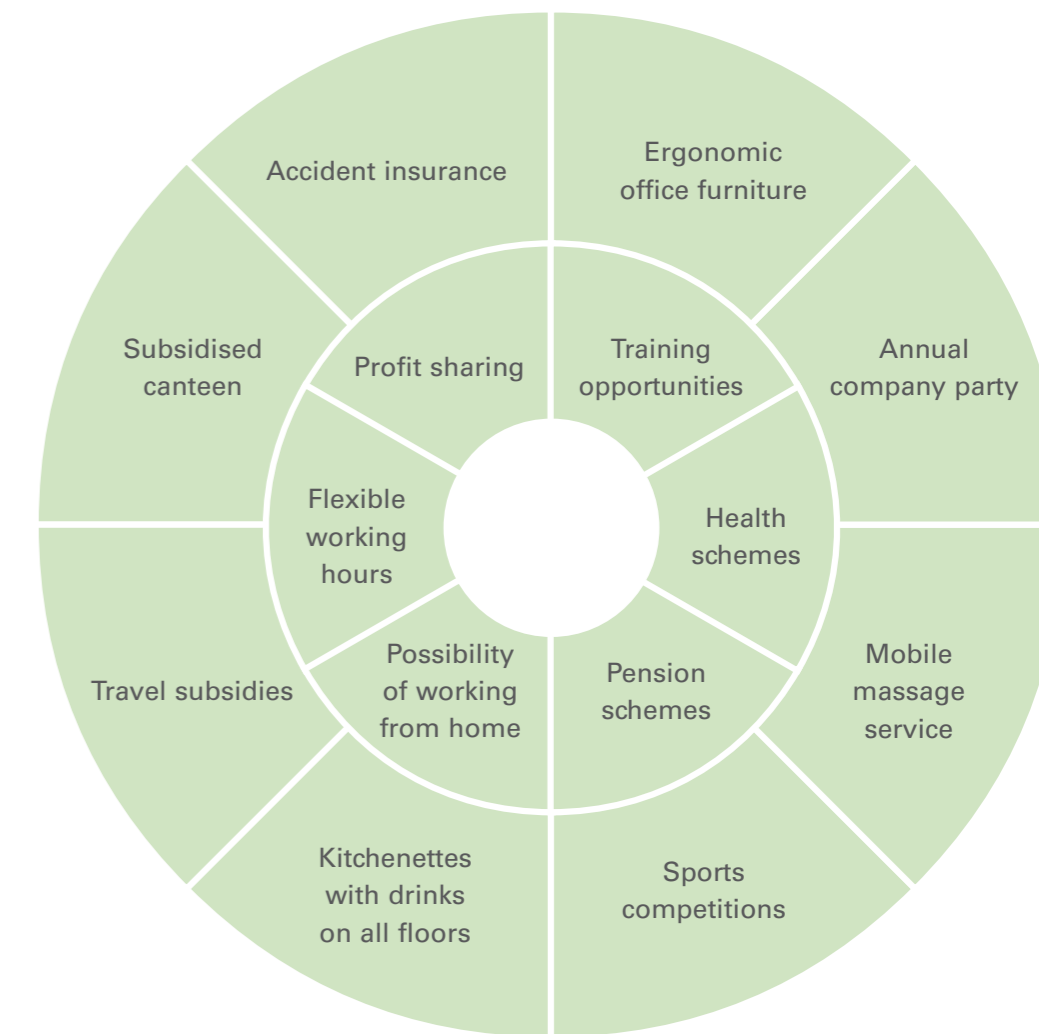 Accident insurance
Ergonomic
office furniture
Subsidised
canteen
Profit sharing
Training
opportunities
Annual
company party
Flexible
working
hours
Health
schemes
Travel subsidies
Possibility
of working
from home
Pension
schemes
Mobile
massage
service
Kitchenettes
with drinks
on all floors
Sports
competitions